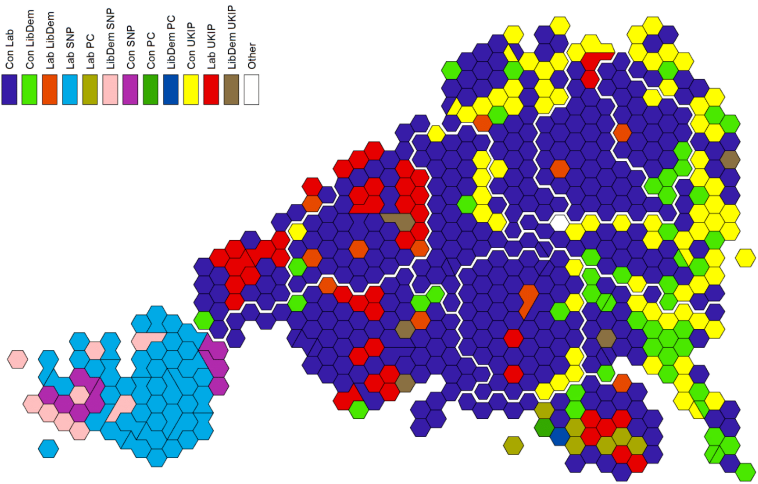 Con Lab
Con LibDem
Lab LibDem
Lab SNP
Lab PC
LibDem SNP
Con SNP
Con PC
LibDem PC
Con UKIP
Lab UKIP
LibDem UKIP
Other